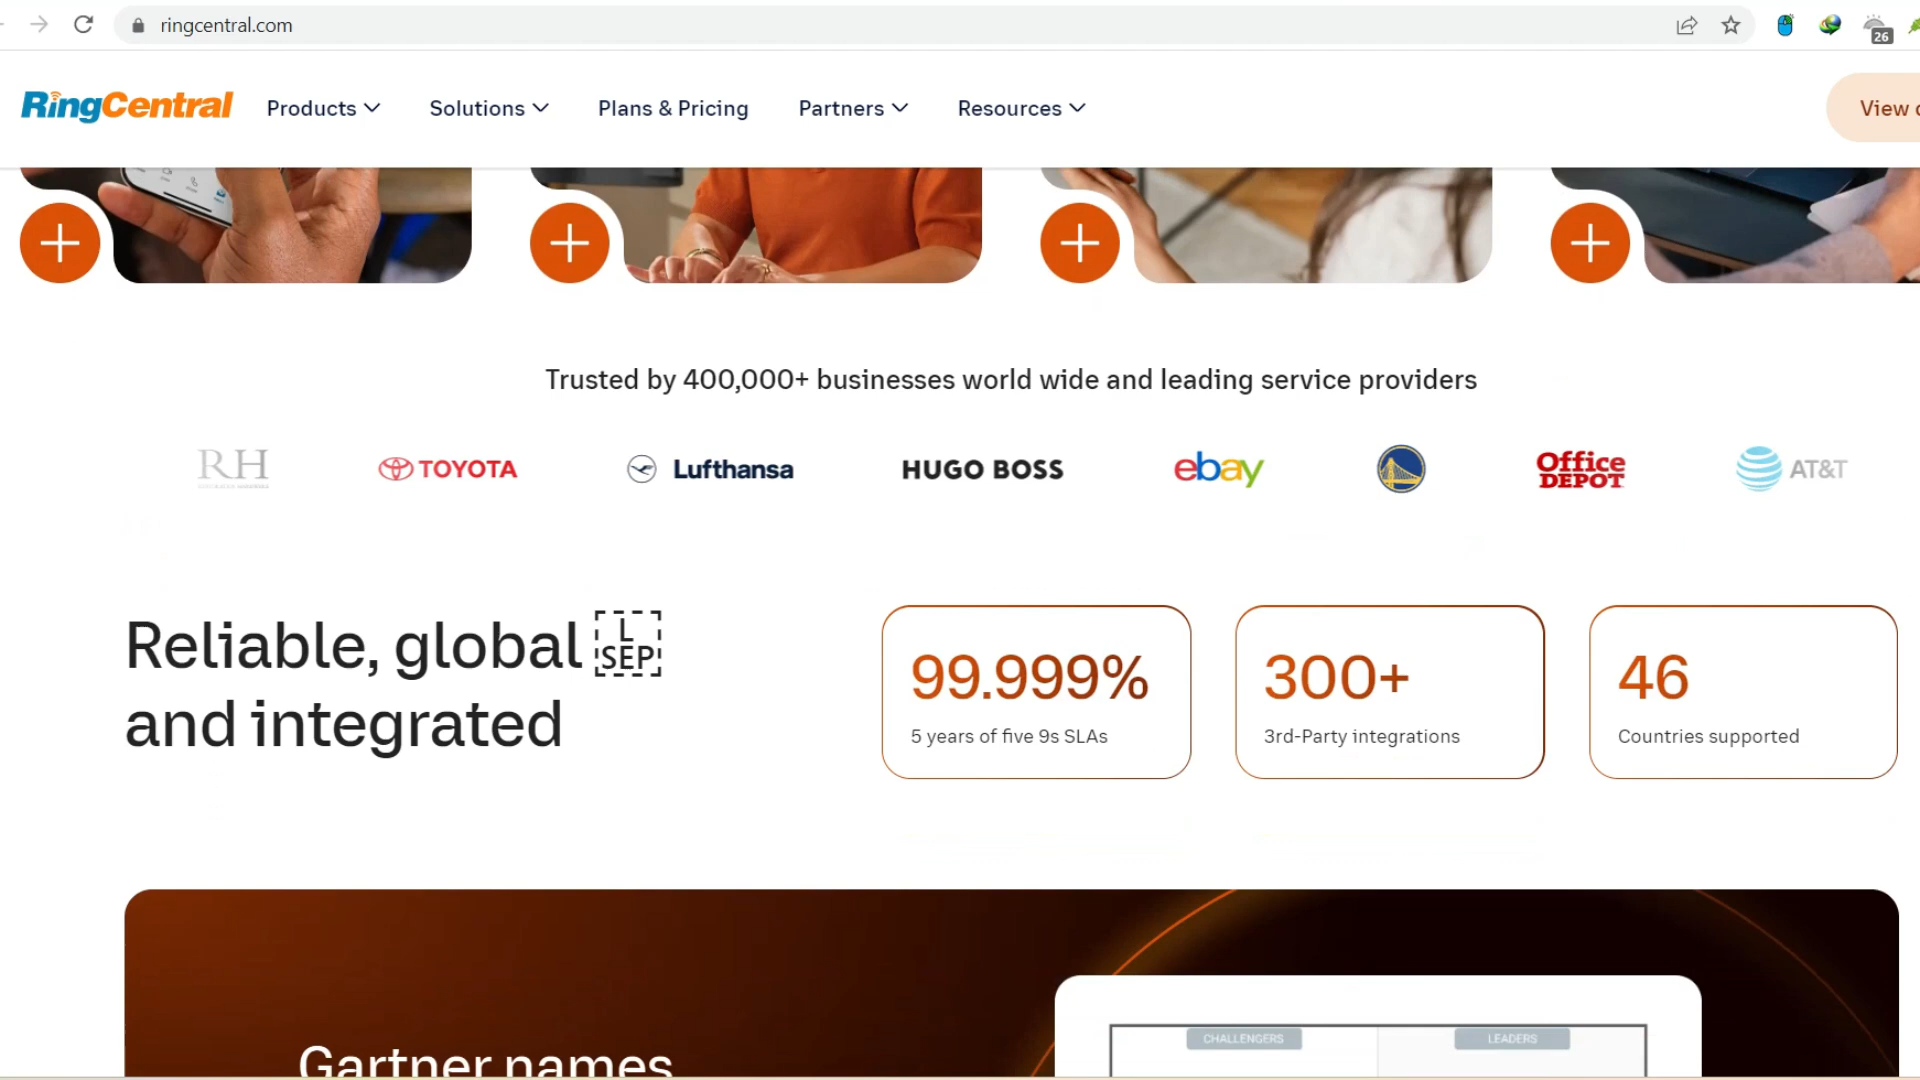 ringcentral.com
26
RingCentral
Products
Solutions
Plans & Pricing
Partners
Resources
View
Trusted by 400,000+ businesses world wide and leading service providers
RH
TOYOTA
Lufthansa
HUGO BOSS
ebay
Office
DEPOT
AT&T
Reliable, global L SEP
and integrated
99.999%
5 years of five 9s SLAs
300+
3rd-Party integrations
46
Countries supported
Gartner names
CHALLENGERS
LEADERS